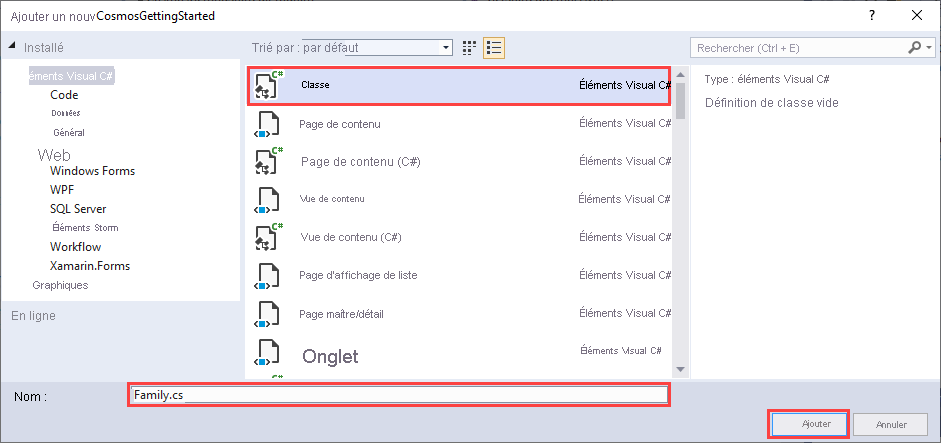 Ajouter un nouv CosmosGettingStarted
?
Installé
Trié par : par défaut
Rechercher (Ctrl + E)
éléments Visual C#
Code
Données
Général
Web
Windows Forms
WPF
SQL Server
Éléments Storm
Workflow
Xamarin.Forms
Graphiques
En ligne
C# Classe Éléments Visual C#
Page de contenu Éléments Visual C#
C# Page de contenu (C#) Éléments Visual C#
Vue de contenu Éléments Visual C#
C# Vue de contenu (C#) Éléments Visual C#
Page d'affichage de liste Éléments Visual C#
Page maître/détail Éléments Visual C#
Onglet Éléments Visual C#
C#
Type : éléments Visual C#
Définition de classe vide
Nom : Family.cs
Ajouter Annuler